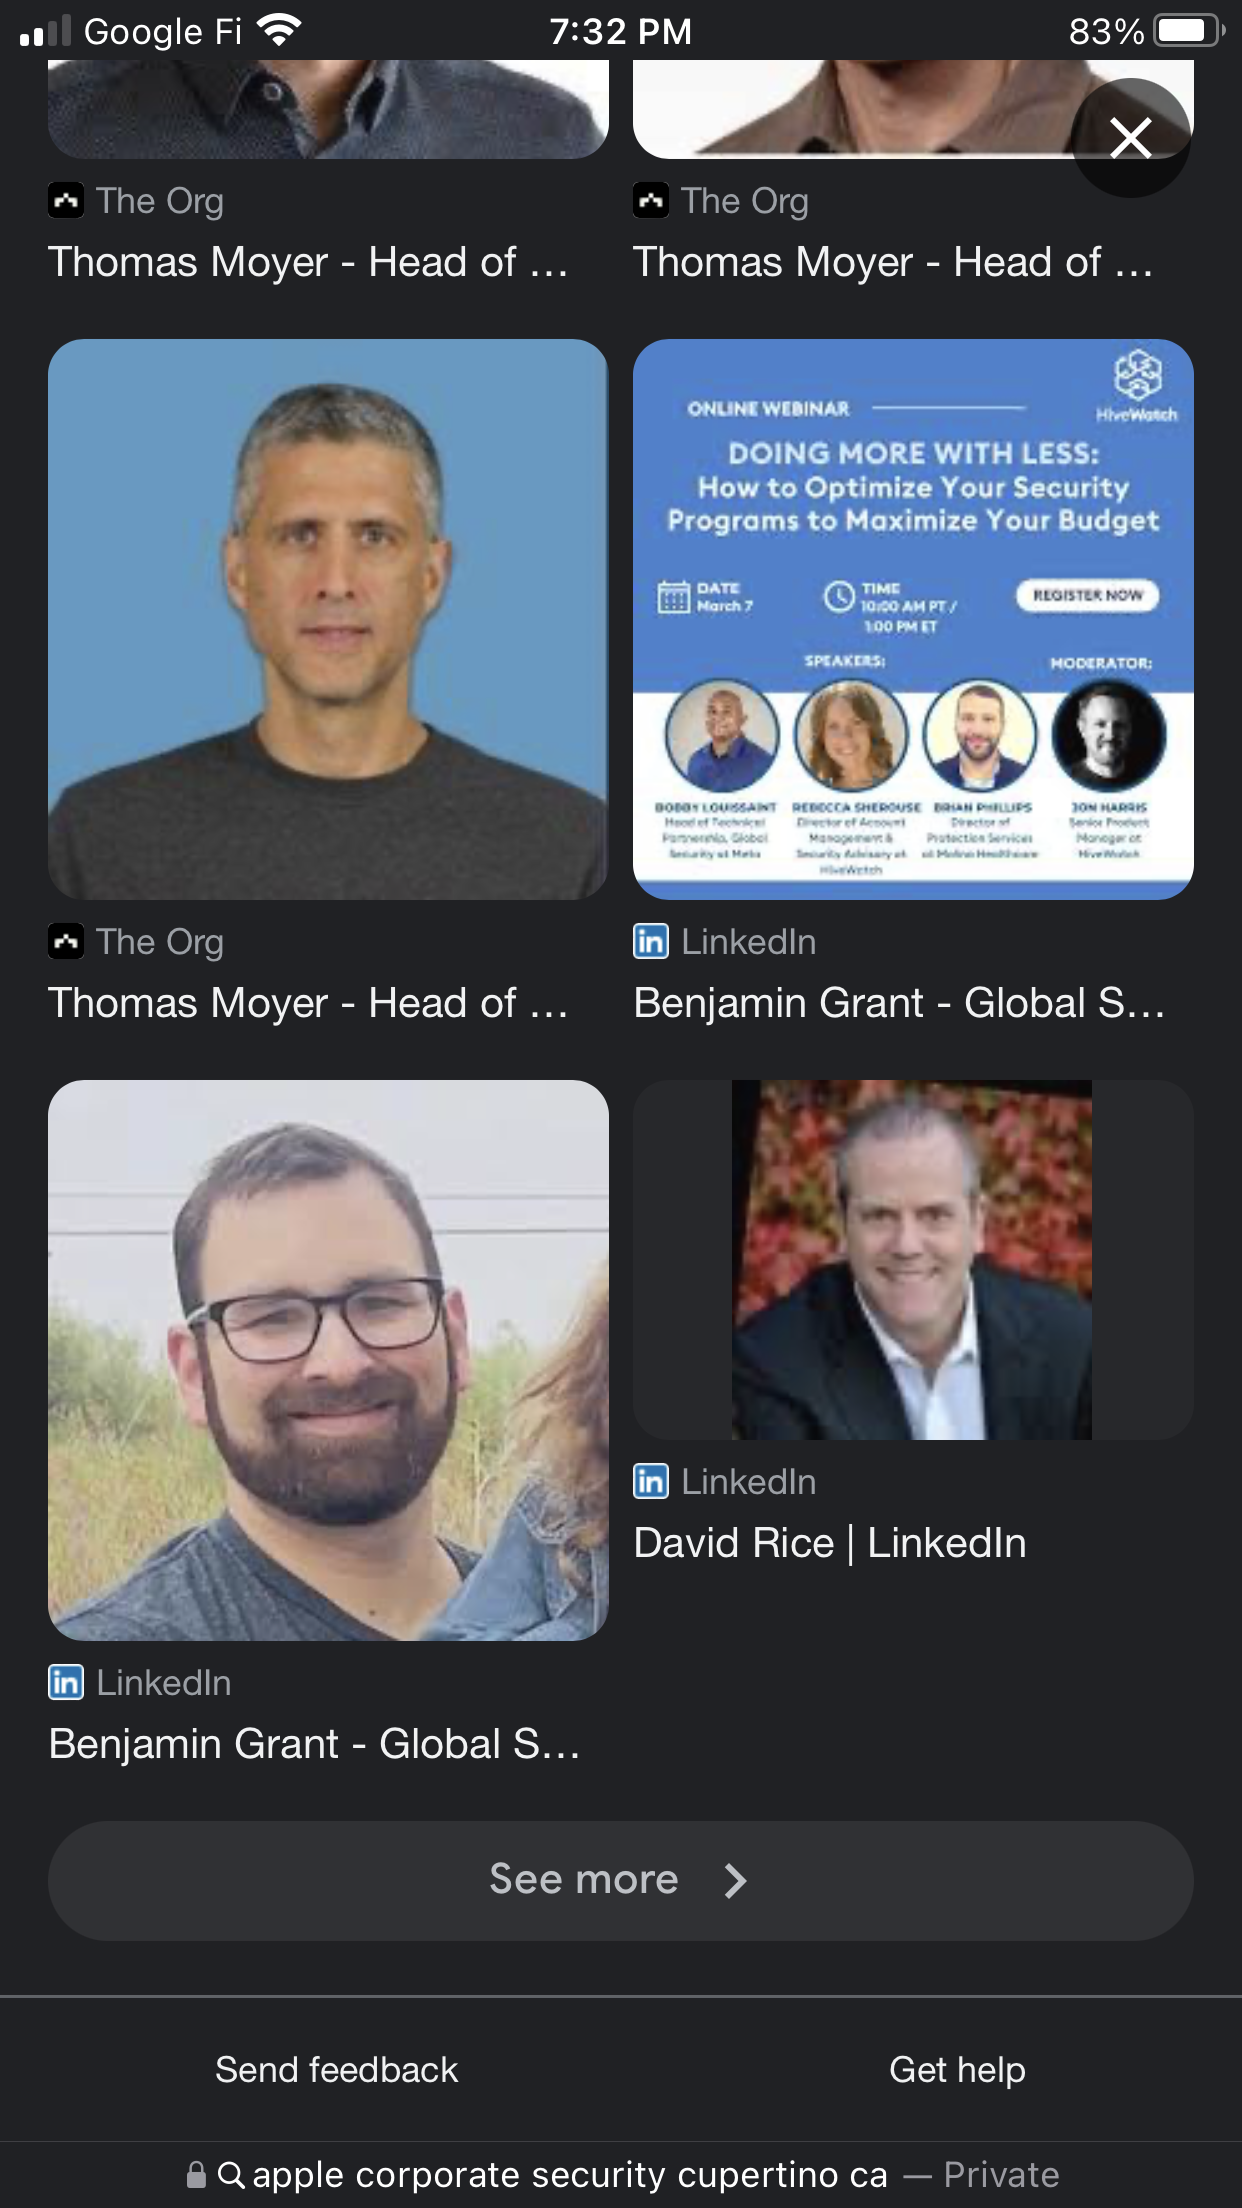 Google Fi
7:32 PM
83%
The Org
The Org
Thomas Moyer - Head of ...
Thomas Moyer - Head of ...
HiveWatch
ONLINE WEBINAR
DOING MORE WITH LESS:
How to Optimize Your Security
Programs to Maximize Your Budget
DATE
March 7
TIME
10:00 AM PT /
1:00 PM ET
REGISTER NOW
SPEAKERS:
MODERATOR:
BOBBY LOUISSAINT
Head of Technical
Partnership, Global
Security at Meta
REBECCA SHEROUSE
Director of Account
Management &
Security Advisory at
HiveWatch
BRIAN PHILLIPS
Director of
Protection Services
at Molina Healthcare
JON HARRIS
Senior Product
Manager at
HiveWatch
The Org
LinkedIn
Thomas Moyer - Head of ...
Benjamin Grant - Global S...
LinkedIn
David Rice | LinkedIn
LinkedIn
Benjamin Grant - Global S...
See more
Send feedback
Get help
apple corporate security cupertino ca — Private